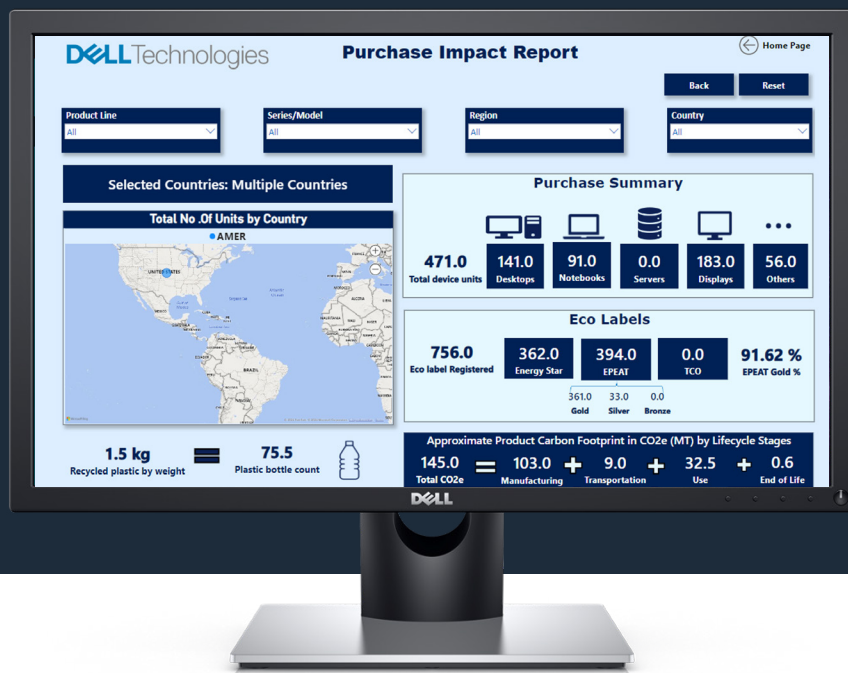 DELLTechnologies
Purchase Impact Report
Home Page
Back
Reset
Product Line
All
Series/Model
All
Region
All
Country
All
Selected Countries: Multiple Countries
Total No .Of Units by Country
AMER
UNITED STATES
MEXICO
BRAZIL
ALGERIA
Purchase Summary
471.0
Total device units
141.0
Desktops
91.0
Notebooks
0.0
Servers
183.0
Displays
56.0
Others
Eco Labels
756.0
Eco label Registered
362.0
Energy Star
394.0
EPEAT
0.0
TCO
91.62 %
EPEAT Gold %
361.0
33.0
0.0
Gold
Silver
Bronze
1.5 kg
Recycled plastic by weight
75.5
Plastic bottle count
Approximate Product Carbon Footprint in CO2e (MT) by Lifecycle Stages
145.0 = 103.0 + 9.0 + 32.5 + 0.6
Total CO2e Manufacturing Transportation Use End of Life
DELL